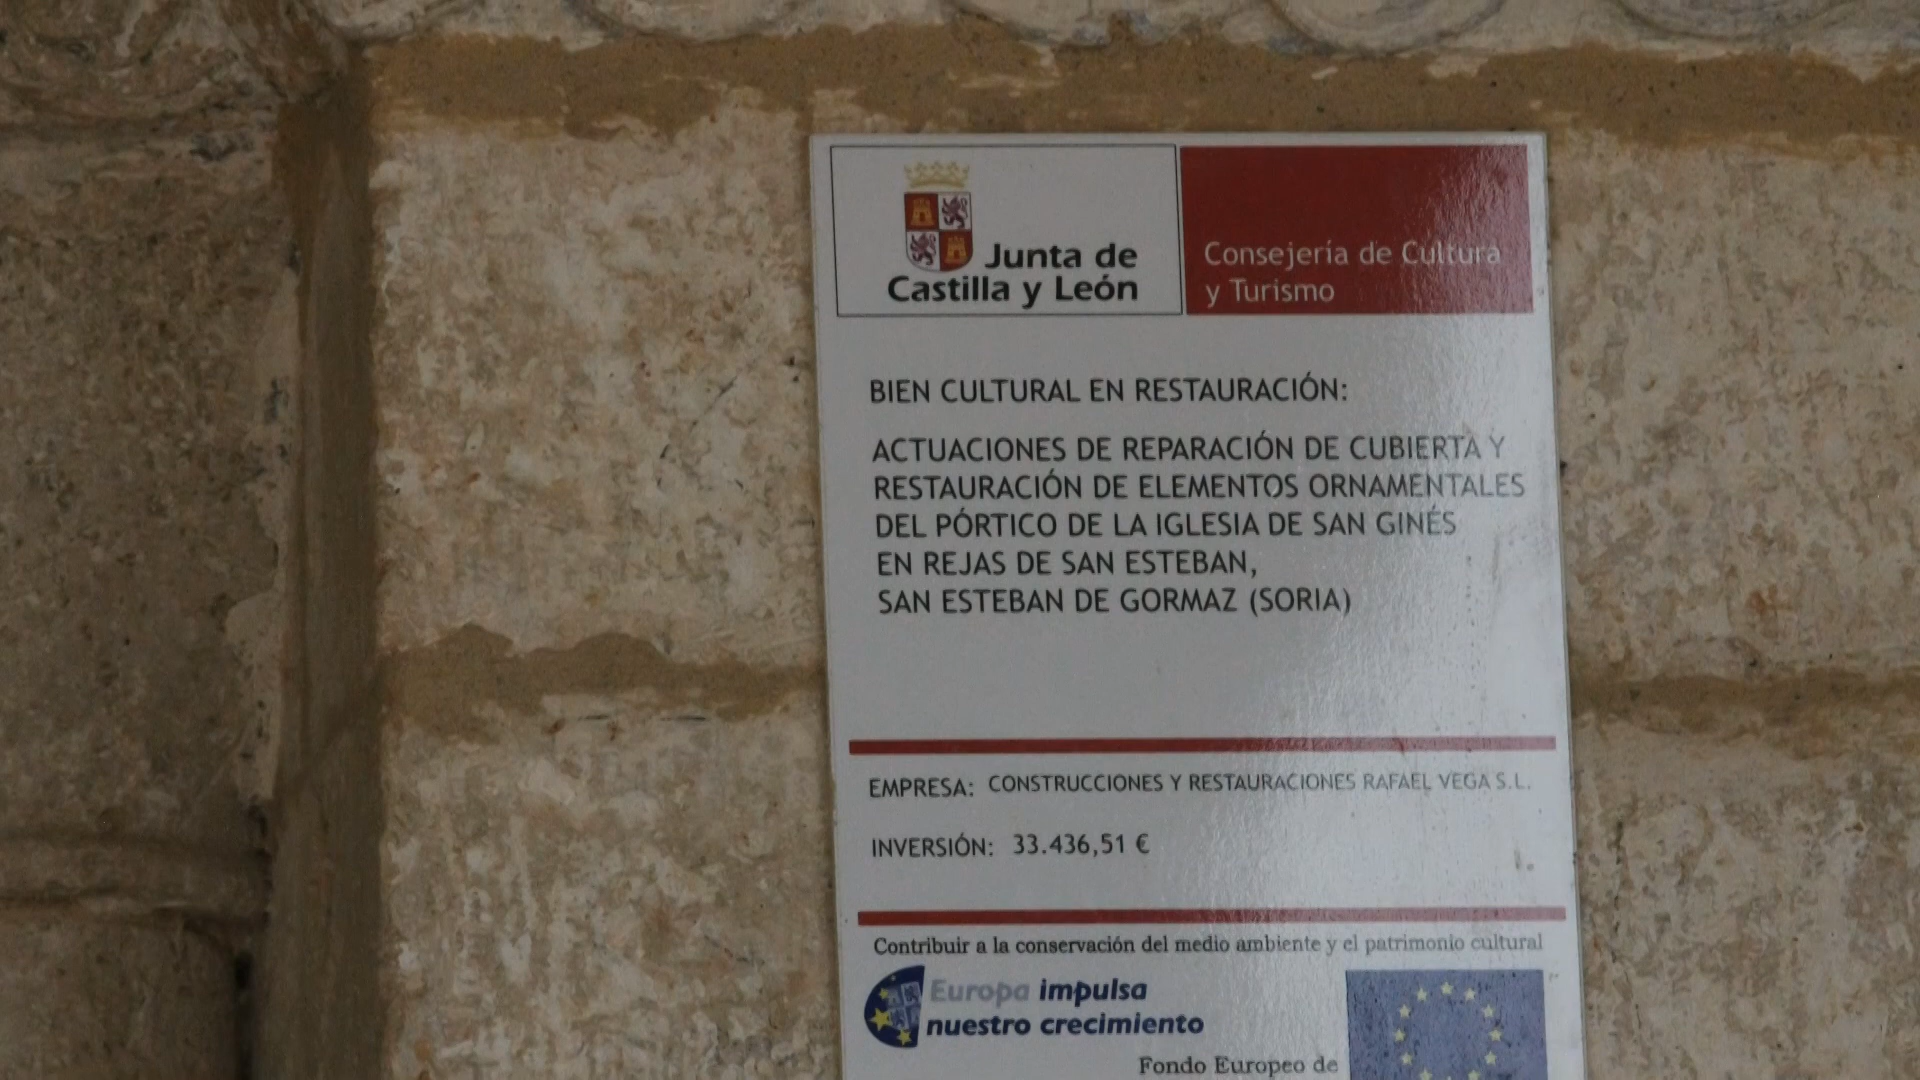 Junta de
Castilla y León
Consejería de Cultura
y Turismo
BIEN CULTURAL EN RESTAURACIÓN:
ACTUACIONES DE REPARACIÓN DE CUBIERTA Y
RESTAURACIÓN DE ELEMENTOS ORNAMENTALES
DEL PÓRTICO DE LA IGLESIA DE SAN GINÉS
EN REJAS DE SAN ESTEBAN,
SAN ESTEBAN DE GORMAZ (SORIA)
EMPRESA: CONSTRUCCIONES Y RESTAURACIONES RAFAEL VEGA S.L.
INVERSIÓN: 33.436,51 €
Contribuir a la conservación del medio ambiente y el patrimonio cultural
Europa impulsa
nuestro crecimiento
Fondo Europeo de